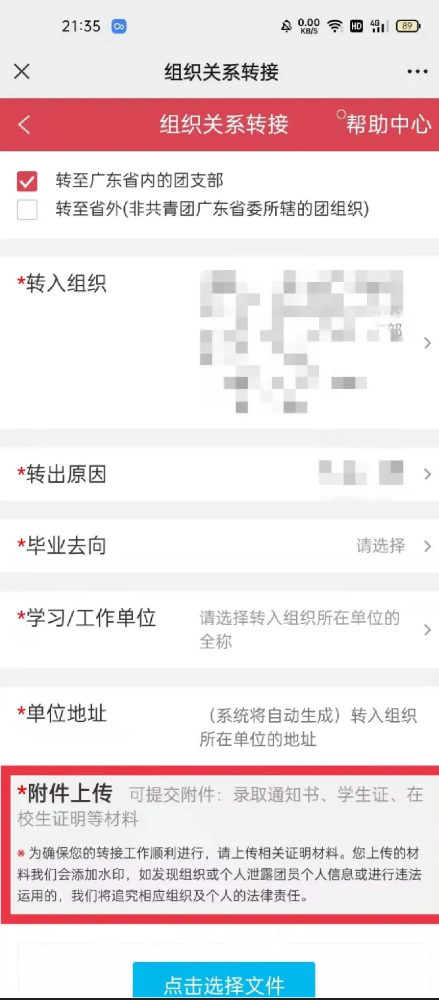 21:35
0.00
KB/S
HD
4G
89
组织关系转接
组织关系转接
帮助中心
转至广东省内的团支部
转至省外(非共青团广东省委所辖的团组织)
*转入组织
部
*转出原因
*毕业去向
请选择
*学习/工作单位
请选择转入组织所在单位的
全称
*单位地址
（系统将自动生成）转入组织
所在单位的地址
*附件上传 可提交附件：录取通知书、学生证、在
校生证明等材料
※ 为确保您的转接工作顺利进行，请上传相关证明材料。您上传的材
料我们会添加水印，如发现组织或个人泄露团员个人信息或进行违法
运用的，我们将追究相应组织及个人的法律责任。
点击选择文件